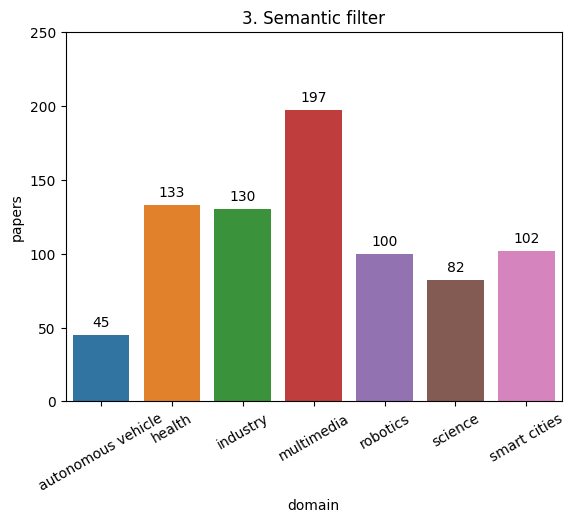 3. Semantic filter
papers
250
200
150
100
50
0
45
133
130
197
100
82
102
autonomous vehicle
health
industry
multimedia
robotics
science
smart cities
domain